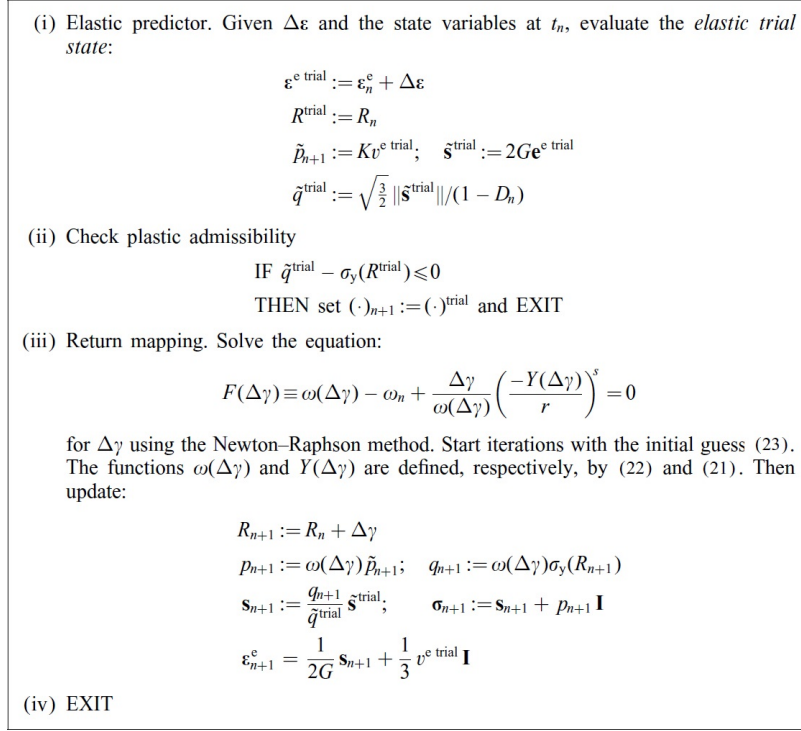 (i) Elastic predictor. Given Δε and the state variables at tₙ, evaluate the elastic trial
state:
εᵉ ᵗʳⁱᵃˡ := εₙᵉ + Δε
Rᵗʳⁱᵃˡ := Rₙ
p̃ₙ₊₁ := Kvᵉ ᵗʳⁱᵃˡ; s̃ᵗʳⁱᵃˡ := 2Geᵉ ᵗʳⁱᵃˡ
q̃ᵗʳⁱᵃˡ := √(3/2) ||s̃ᵗʳⁱᵃˡ||/(1 − Dₙ)
(ii) Check plastic admissibility
IF q̃ᵗʳⁱᵃˡ − σ_y(Rᵗʳⁱᵃˡ) ⩽ 0
THEN set (·)ₙ₊₁ := (·)ᵗʳⁱᵃˡ and EXIT
(iii) Return mapping. Solve the equation:
F(Δγ) ≡ ω(Δγ) − ωₙ + Δγ/ω(Δγ) (−Y(Δγ)/r)ˢ = 0
for Δγ using the Newton–Raphson method. Start iterations with the initial guess (23).
The functions ω(Δγ) and Y(Δγ) are defined, respectively, by (22) and (21). Then
update:
Rₙ₊₁ := Rₙ + Δγ
pₙ₊₁ := ω(Δγ)p̃ₙ₊₁; qₙ₊₁ := ω(Δγ)σ_y(Rₙ₊₁)
sₙ₊₁ := qₙ₊₁/q̃ᵗʳⁱᵃˡ s̃ᵗʳⁱᵃˡ; σₙ₊₁ := sₙ₊₁ + pₙ₊₁ I
εᵉₙ₊₁ = 1/2G sₙ₊₁ + 1/3 vᵉ ᵗʳⁱᵃˡ I
(iv) EXIT